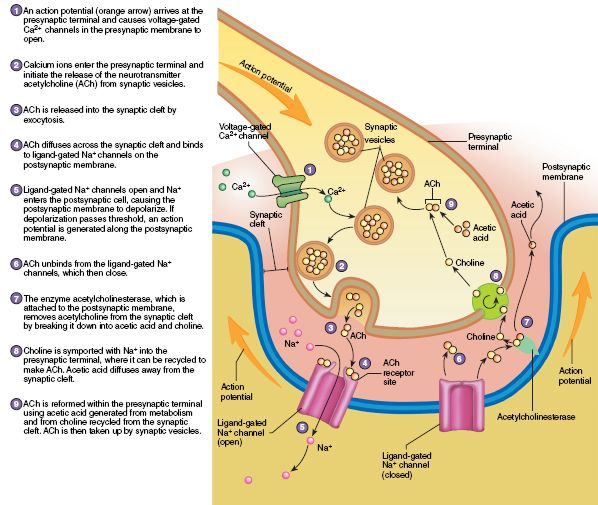 1 An action potential (orange arrow) arrives at the
presynaptic terminal and causes voltage-gated
Ca2+ channels in the presynaptic membrane to
open.
2 Calcium ions enter the presynaptic terminal and
initiate the release of the neurotransmitter
acetylcholine (ACh) from synaptic vesicles.
3 ACh is released into the synaptic cleft by
exocytosis.
4 ACh diffuses across the synaptic cleft and binds
to ligand-gated Na+ channels on the
postsynaptic membrane.
5 Ligand-gated Na+ channels open and Na+
enters the postsynaptic cell, causing the
postsynaptic membrane to depolarize. If
depolarization passes threshold, an action
potential is generated along the postsynaptic
membrane.
6 ACh unbinds from the ligand-gated Na+
channels, which then close.
7 The enzyme acetylcholinesterase, which is
attached to the postsynaptic membrane,
removes acetylcholine from the synaptic cleft
by breaking it down into acetic acid and choline.
8 Choline is symported with Na+ into the
presynaptic terminal, where it can be recycled to
make ACh. Acetic acid diffuses away from the
synaptic cleft.
9 ACh is reformed within the presynaptic terminal
using acetic acid generated from metabolism
and from choline recycled from the synaptic
cleft. ACh is then taken up by synaptic vesicles.
Action potential
Voltage-gated
Ca2+ channel
Synaptic
vesicles
Presynaptic
terminal
Postsynaptic
membrane
1
Ca2+
Ca2+
ACh
9
Acetic
acid
Acetic
acid
Synaptic
cleft
2
Choline
8
3
ACh
Na+
Choline
7
4
ACh
receptor
site
6
Action
potential
Action
potential
Ligand-gated
Na+ channel
(open)
5
Na+
Acetylcholinesterase
Ligand-gated
Na+ channel
(closed)